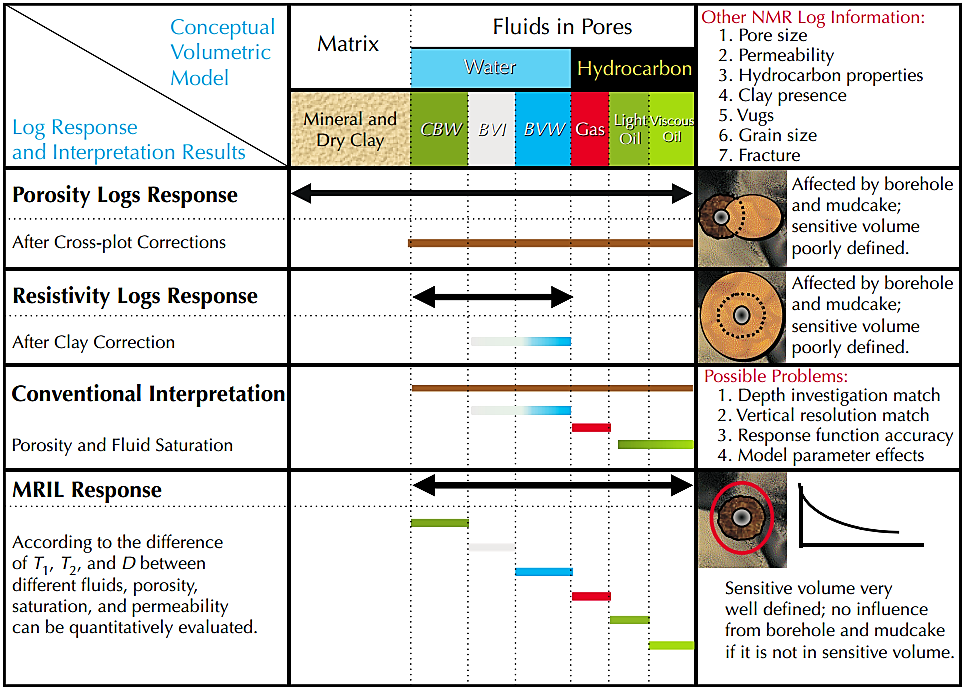 Conceptual
Volumetric
Model
Log Response
and Interpretation Results
Matrix
Fluids in Pores
Water
Hydrocarbon
Mineral and
Dry Clay
CBW
BVI
BVW
Gas
Light
Oil
Viscous
Oil
Other NMR Log Information:
1. Pore size
2. Permeability
3. Hydrocarbon properties
4. Clay presence
5. Vugs
6. Grain size
7. Fracture
Porosity Logs Response
After Cross-plot Corrections
Affected by borehole
and mudcake;
sensitive volume
poorly defined.
Resistivity Logs Response
After Clay Correction
Affected by borehole
and mudcake;
sensitive volume
poorly defined.
Conventional Interpretation
Porosity and Fluid Saturation
Possible Problems:
1. Depth investigation match
2. Vertical resolution match
3. Response function accuracy
4. Model parameter effects
MRIL Response
According to the difference
of T1, T2, and D between
different fluids, porosity,
saturation, and permeability
can be quantitatively evaluated.
Sensitive volume very
well defined; no influence
from borehole and mudcake
if it is not in sensitive volume.